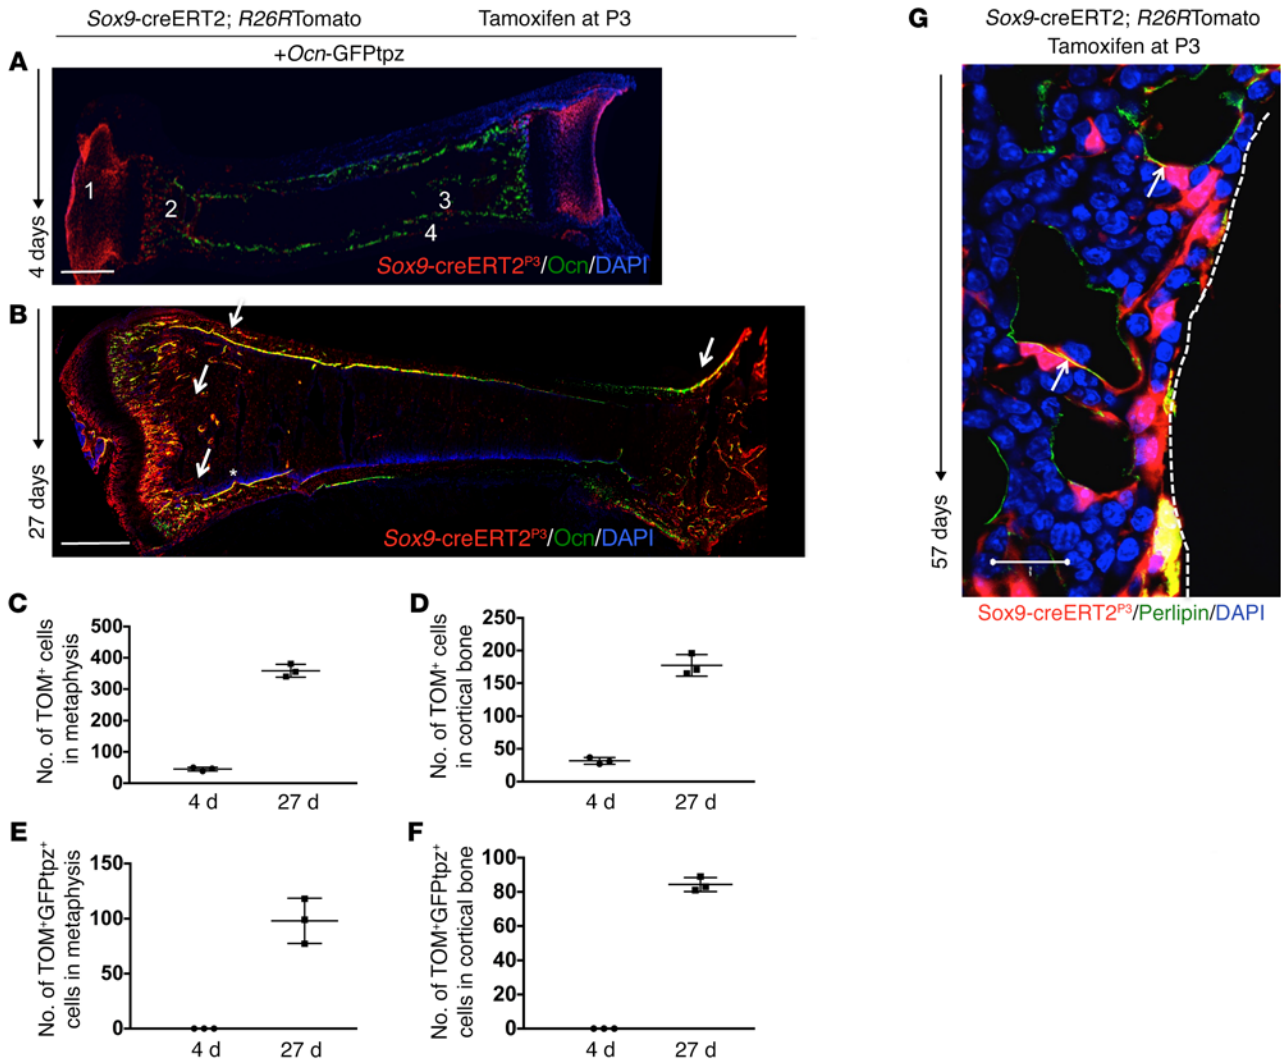 Sox9-creERT2; R26RTomato Tamoxifen at P3
+Ocn-GFPtpz
A
4 days
1
2
3
4
Sox9-creERT2P3/Ocn/DAPI
B
27 days
*
Sox9-creERT2P3/Ocn/DAPI
C
No. of TOM+ cells
in metaphysis
500
400
300
200
100
0
4 d 27 d
D
No. of TOM+ cells
in cortical bone
250
200
150
100
50
0
4 d 27 d
E
No. of TOM+GFPtpz+
cells in metaphysis
150
100
50
0
4 d 27 d
F
No. of TOM+GFPtpz+
cells in cortical bone
100
80
60
40
20
0
4 d 27 d
G
Sox9-creERT2; R26RTomato
Tamoxifen at P3
57 days
Sox9-creERT2P3/Perlipin/DAPI